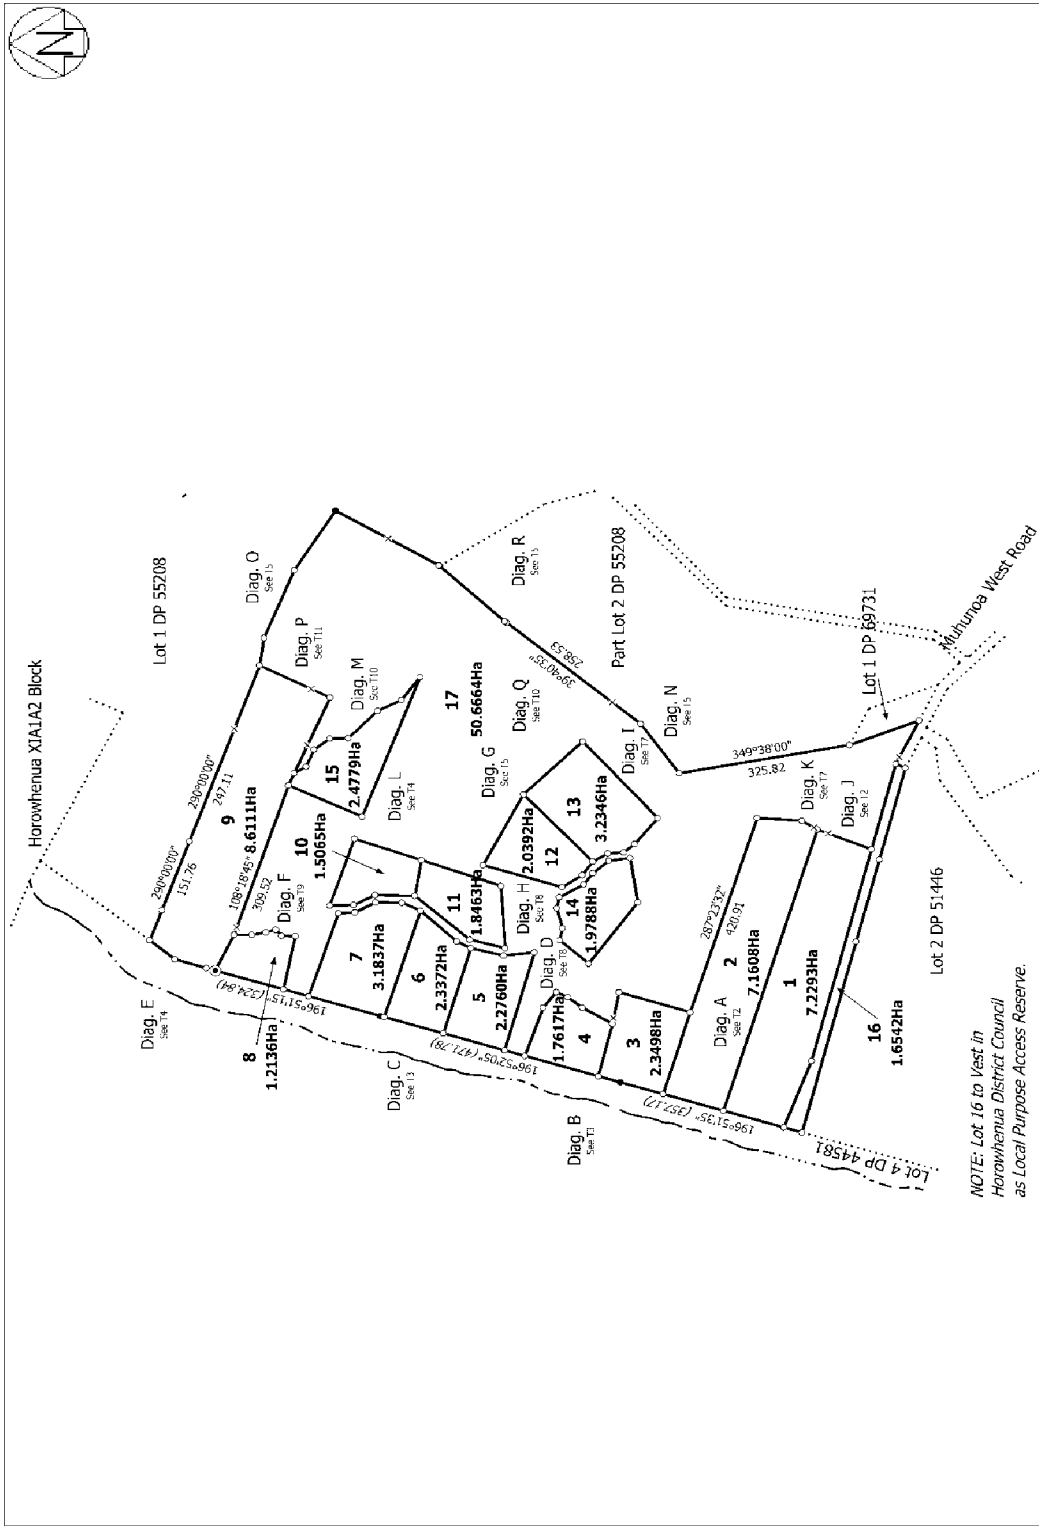 N
Horowhenua XIA1A2 Block
Lot 1 DP 55208
Diag. E
See T4
290°00'00"
151.76
290°00'00"
247.11
9
8.6111Ha
108°18'45"
309.52
Diag. O
See T5
Diag. P
See T11
Diag. F
See T9
196°51'15" (324.84)
8
1.2136Ha
10
1.5065Ha
15
2.4779Ha
Diag. M
See T10
Diag. L
See T4
7
3.1837Ha
Diag. C
See T3
6
2.3372Ha
11
1.8463Ha
17
50.6664Ha
5
2.2760Ha
196°52'05" (471.78)
Diag. G
See T5
Diag. Q
See T10
Diag. R
See T5
Diag. H
See T8
12
2.0392Ha
13
3.2346Ha
Diag. D
See T8
14
1.9788Ha
4
1.7617Ha
Diag. B
See T3
39°40'35"
258.53
Part Lot 2 DP 55208
Diag. I
See T7
Diag. N
See T5
3
2.3498Ha
196°51'35" (357.17)
287°23'32"
420.91
349°38'00"
325.82
2
7.1608Ha
Diag. A
See T2
1
7.2293Ha
Diag. K
See T7
Diag. J
See T2
Lot 1 DP 69731
16
1.6542Ha
Lot 4 DP 44581
Lot 2 DP 51446
Muhunoa West Road
NOTE: Lot 16 to Vest in
Horowhenua District Council
as Local Purpose Access Reserve.